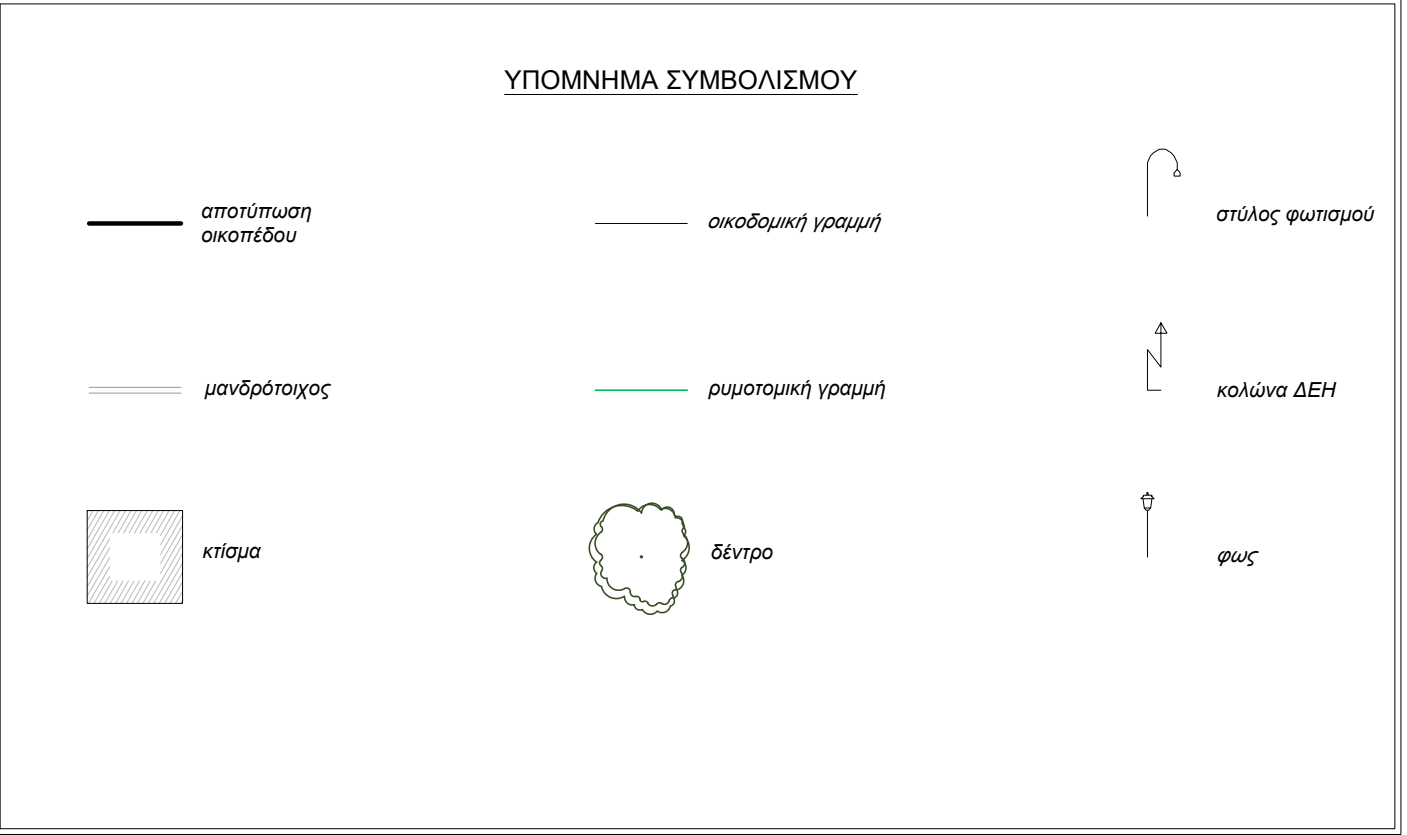 ΥΠΟΜΝΗΜΑ ΣΥΜΒΟΛΙΣΜΟΥ
αποτύπωση
οικοπέδου
οικοδομική γραμμή
στύλος φωτισμού
μανδρότοιχος
ρυμοτομική γραμμή
κολώνα ΔΕΗ
κτίσμα
δέντρο
φως